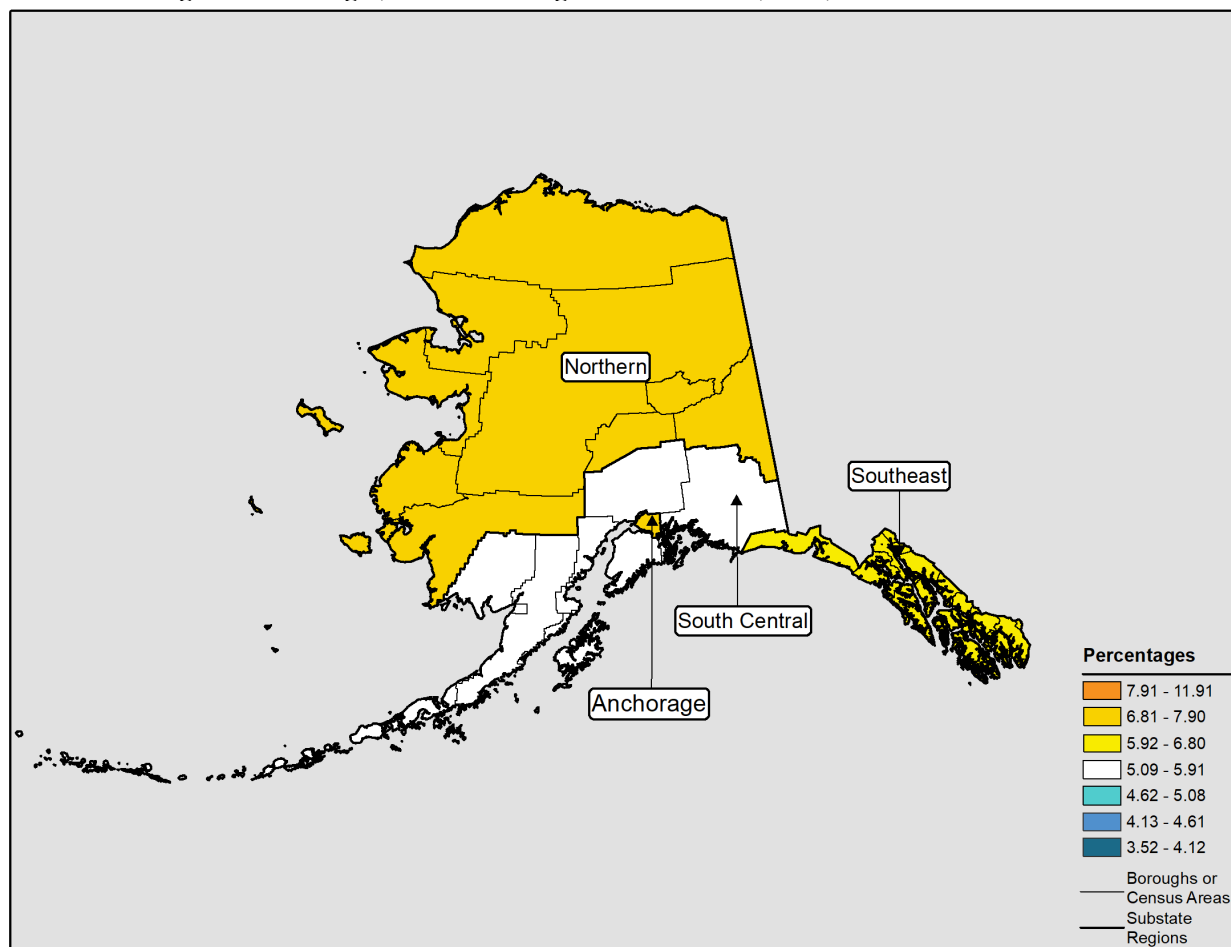 Northern
Southeast
South Central
Anchorage
Percentages
7.91 - 11.91
6.81 - 7.90
5.92 - 6.80
5.09 - 5.91
4.62 - 5.08
4.13 - 4.61
3.52 - 4.12
Boroughs or
Census Areas
Substate
Regions